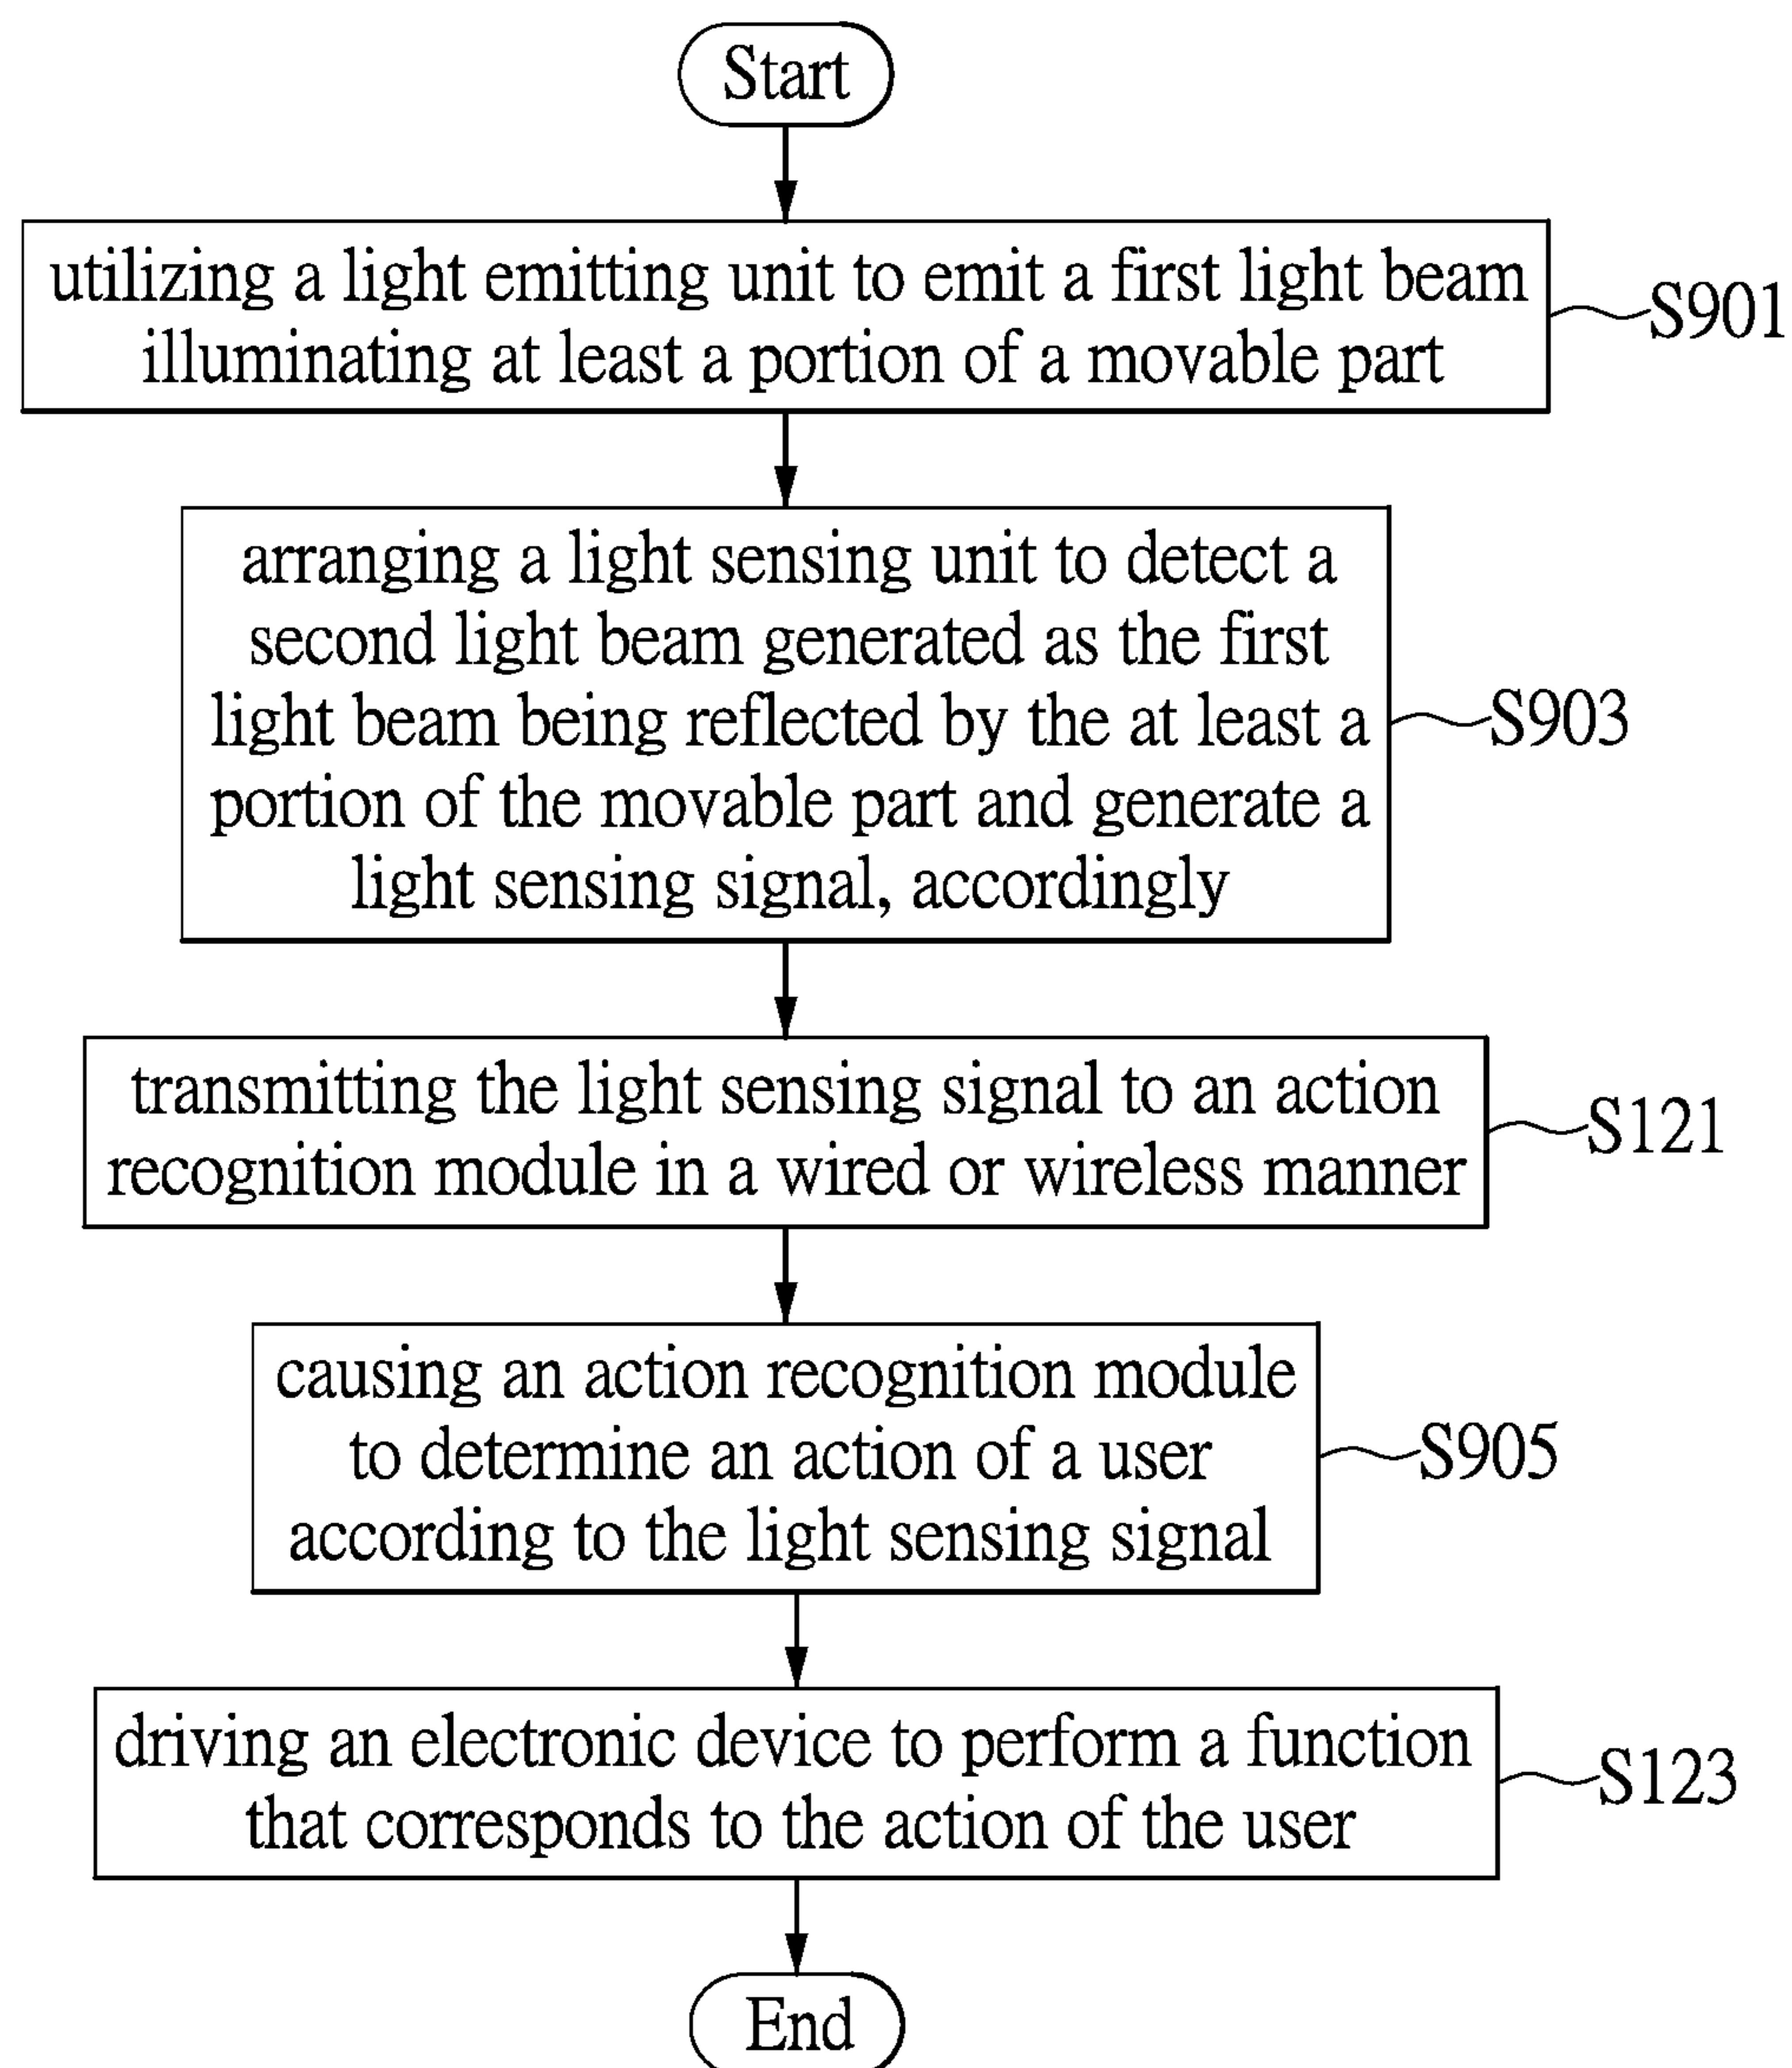 Start
utilizing a light emitting unit to emit a first light beam
illuminating at least a portion of a movable part
S901
arranging a light sensing unit to detect a
second light beam generated as the first
light beam being reflected by the at least a
portion of the movable part and generate a
light sensing signal, accordingly
S903
transmitting the light sensing signal to an action
recognition module in a wired or wireless manner
S121
causing an action recognition module
to determine an action of a user
according to the light sensing signal
S905
driving an electronic device to perform a function
that corresponds to the action of the user
S123
End